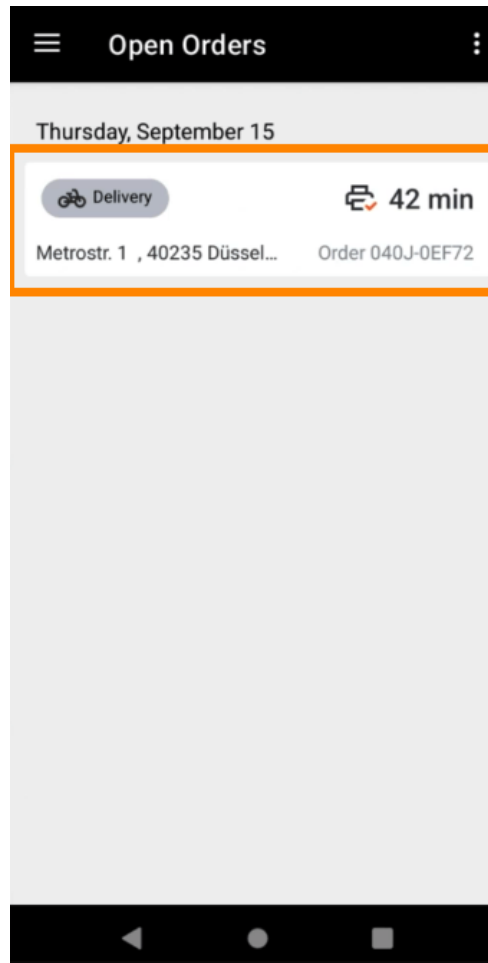 Open Orders
Thursday, September 15
Delivery
42 min
Metrostr. 1 , 40235 Düssel...
Order 040J-0EF72